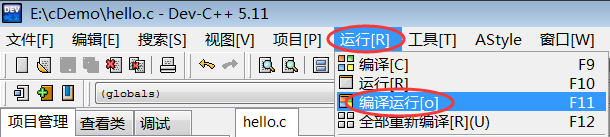 E:\cDemo\hello.c - Dev-C++ 5.11
文件[F] 编辑[E] 搜索[S] 视图[V] 项目[P] 运行[R] 工具[T] AStyle 窗口[W]
编译[C] F9
运行[R] F10
(globals) 编译运行[o] F11
项目管理 查看类 调试 hello.c 全部重新编译[R](U) F12